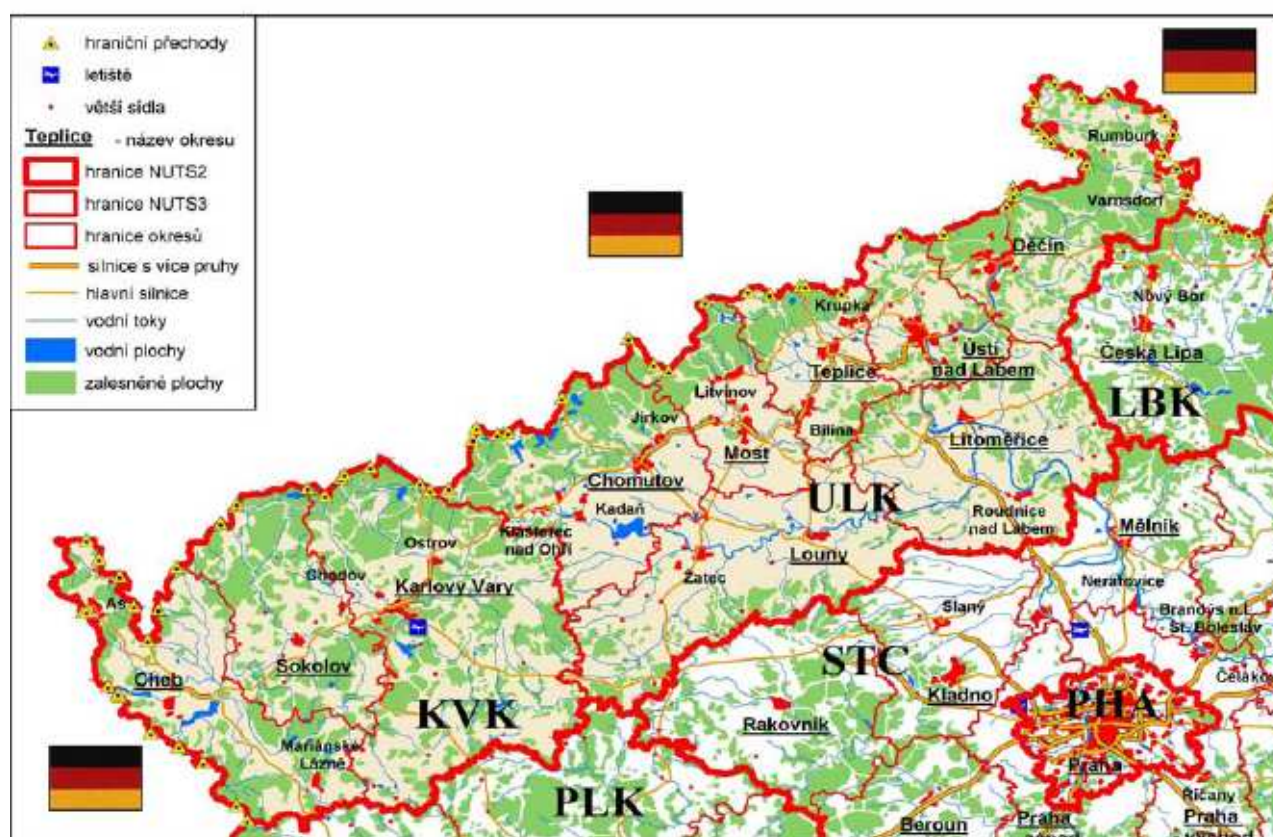 hraniční přechody
letiště
větší sídla
Teplice - název okresu
hranice NUTS2
hranice NUTS3
hranice okresů
silnice s více pruhy
hlavní silnice
vodní toky
vodní plochy
zalesněné plochy
Rumburk
Varnsdorf
Děčín
Nový Bor
Krupka
Česká Lípa
Ústí
nad Labem
Teplice
LBK
Litvínov
Jirkov
Bílina
Litoměřice
Most
Chomutov
ULK
Kadaň
Roudnice
nad Labem
Mělník
Klášterec
nad Ohří
Ostrov
Louny
Žatec
Chodov
Karlovy Vary
Neratovice
Aš
Slaný
Brandýs n.L.
- St. Boleslav
Sokolov
STC
Cheb
Kladno
Čelákov
KVK
PHA
Rakovník
Mariánské
Lázně
Praha
PLK
Říčany
Beroun
Praha
Praha